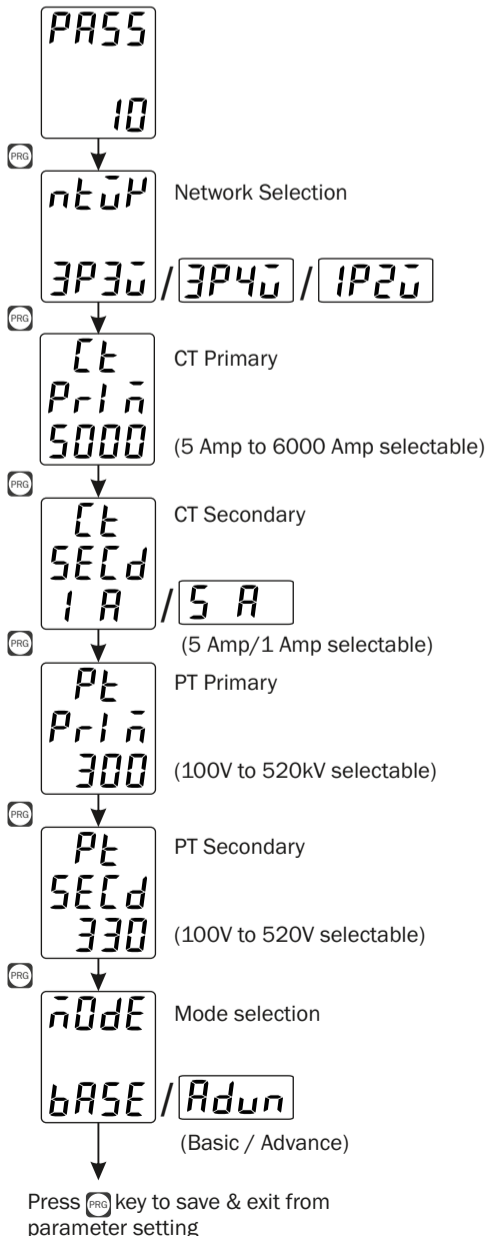 PASS
10
PRG
ntwk Network Selection
3P3w / 3P4w / 1P2w
PRG
Ct CT Primary
Prim
5000 (5 Amp to 6000 Amp selectable)
PRG
Ct CT Secondary
SECd
1 A / 5 A
(5 Amp/1 Amp selectable)
PRG
Pt PT Primary
Prim
300 (100V to 520kV selectable)
PRG
Pt PT Secondary
SECd
330 (100V to 520V selectable)
PRG
mOdE Mode selection
bASE / Advn
(Basic / Advance)
Press PRG key to save & exit from
parameter setting